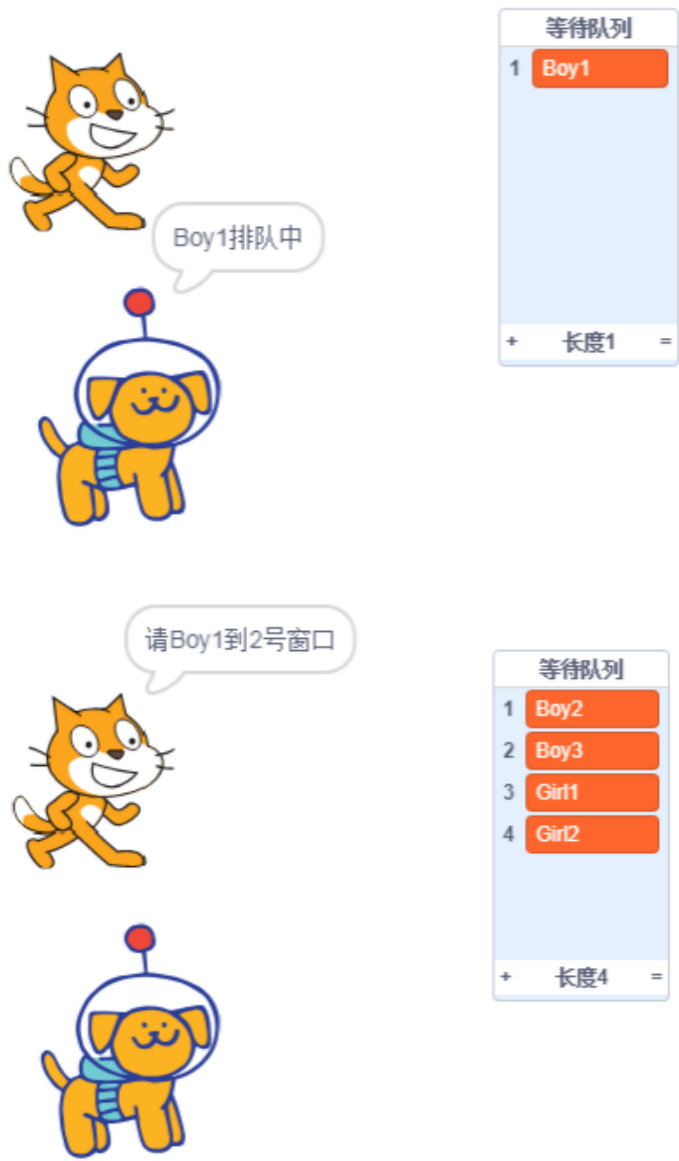 等待队列
1 Boy1
Boy1排队中
+ 长度1 =
请Boy1到2号窗口
等待队列
1 Boy2
2 Boy3
3 Girl1
4 Girl2
+ 长度4 =